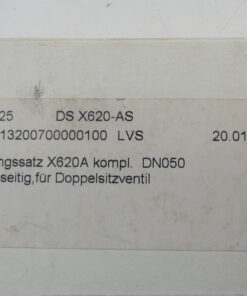 25 DS X620-AS
13200700000100 LVS 20.01
ngssatz X620A kompl. DN050
seitig,für Doppelsitzventil